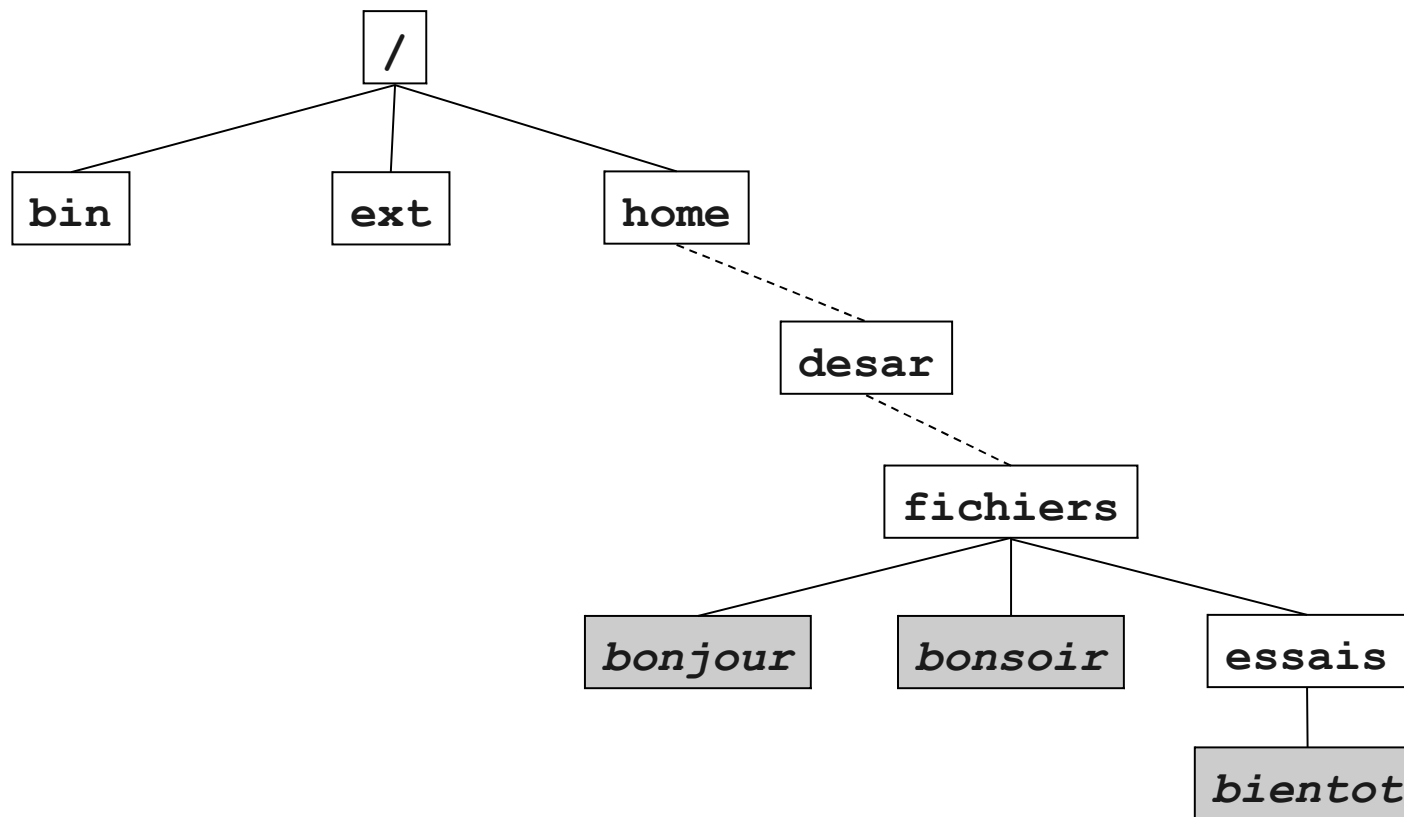 /
bin ext home
desar
fichiers
bonjour bonsoir essais
bientot